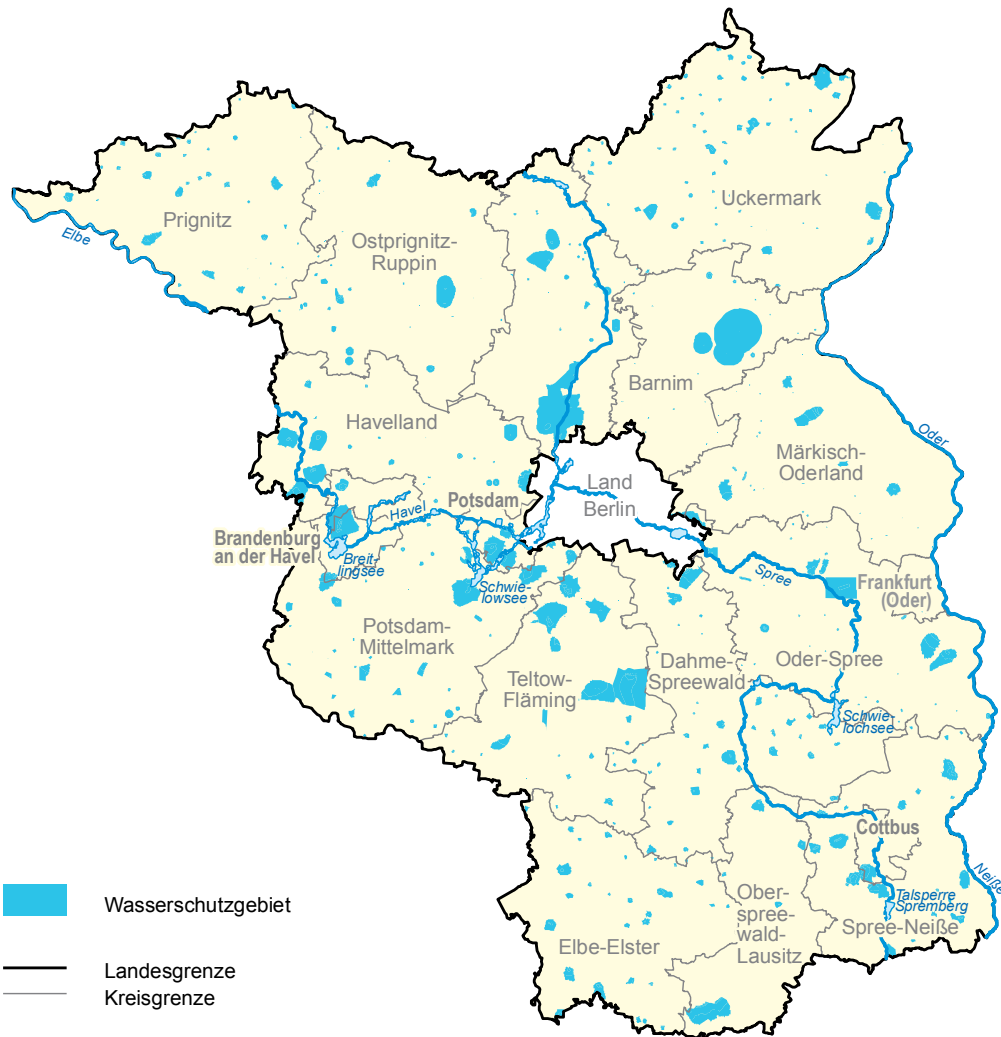 Uckermark
Prignitz
Elbe
Ostprignitz-
Ruppin
Barnim
Havelland
Oder
Märkisch-
Oderland
Land
Berlin
Potsdam
Havel
Brandenburg
an der Havel
Breit-
lingsee
Schwie-
lowsee
Spree
Frankfurt
(Oder)
Potsdam-
Mittelmark
Teltow-
Fläming
Dahme-
Spreewald
Oder-Spree
Schwie-
lochsee
Cottbus
Neiße
Talsperre
Spremberg
Spree-Neiße
Ober-
spree-
wald-
Lausitz
Elbe-Elster
Wasserschutzgebiet
Landesgrenze
Kreisgrenze